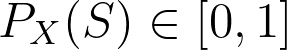 P_X(S) ∈ [0, 1]